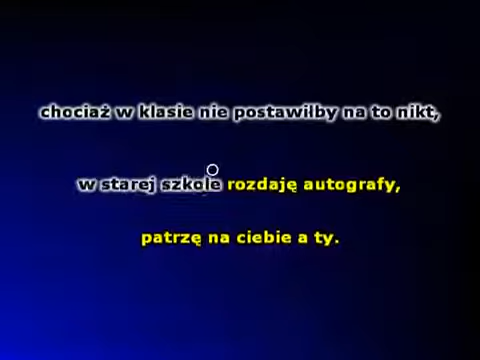 chociaż w klasie nie postawiłby na to nikt,
w starej szkole rozdaję autografy,
patrzę na ciebie a ty.